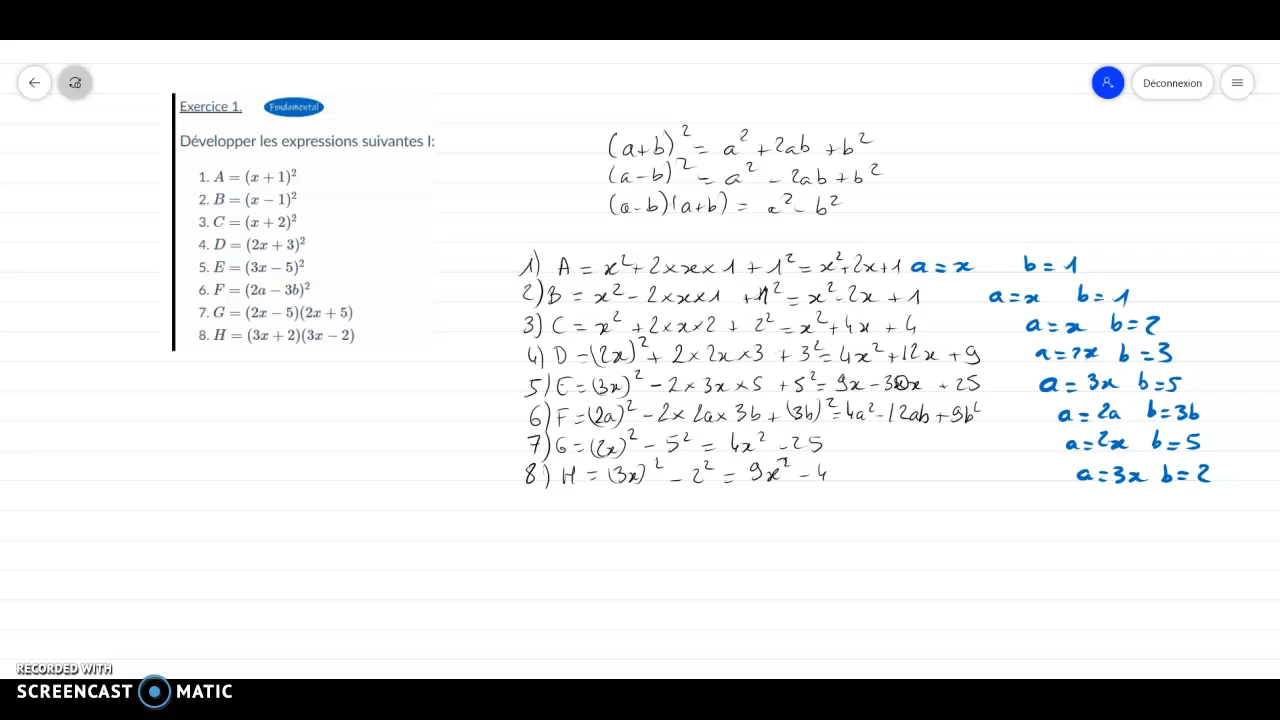 Déconnexion
Exercice 1. Fondamental
Développer les expressions suivantes I:
1. A = (x + 1)²
2. B = (x − 1)²
3. C = (x + 2)²
4. D = (2x + 3)²
5. E = (3x − 5)²
6. F = (2a − 3b)²
7. G = (2x − 5)(2x + 5)
8. H = (3x + 2)(3x − 2)
(a+b)² = a² + 2ab + b²
(a-b)² = a² - 2ab + b²
(a-b)(a+b) = a² - b²
1) A = x² + 2×x×1 + 1² = x² + 2x + 1 a = x b = 1
2) B = x² - 2×x×1 + 1² = x² - 2x + 1 a = x b = 1
3) C = x² + 2×x×2 + 2² = x² + 4x + 4 a = x b = 2
4) D = (2x)² + 2×2x×3 + 3² = 4x² + 12x + 9 a = 2x b = 3
5) E = (3x)² - 2×3x×5 + 5² = 9x - 30x + 25 a = 3x b = 5
6) F = (2a)² - 2×2a×3b + (3b)² = 4a² - 12ab + 9b² a = 2a b = 3b
7) G = (2x)² - 5² = 4x² - 25 a = 2x b = 5
8) H = (3x)² - 2² = 9x² - 4 a = 3x b = 2
RECORDED WITH
SCREENCAST MATIC